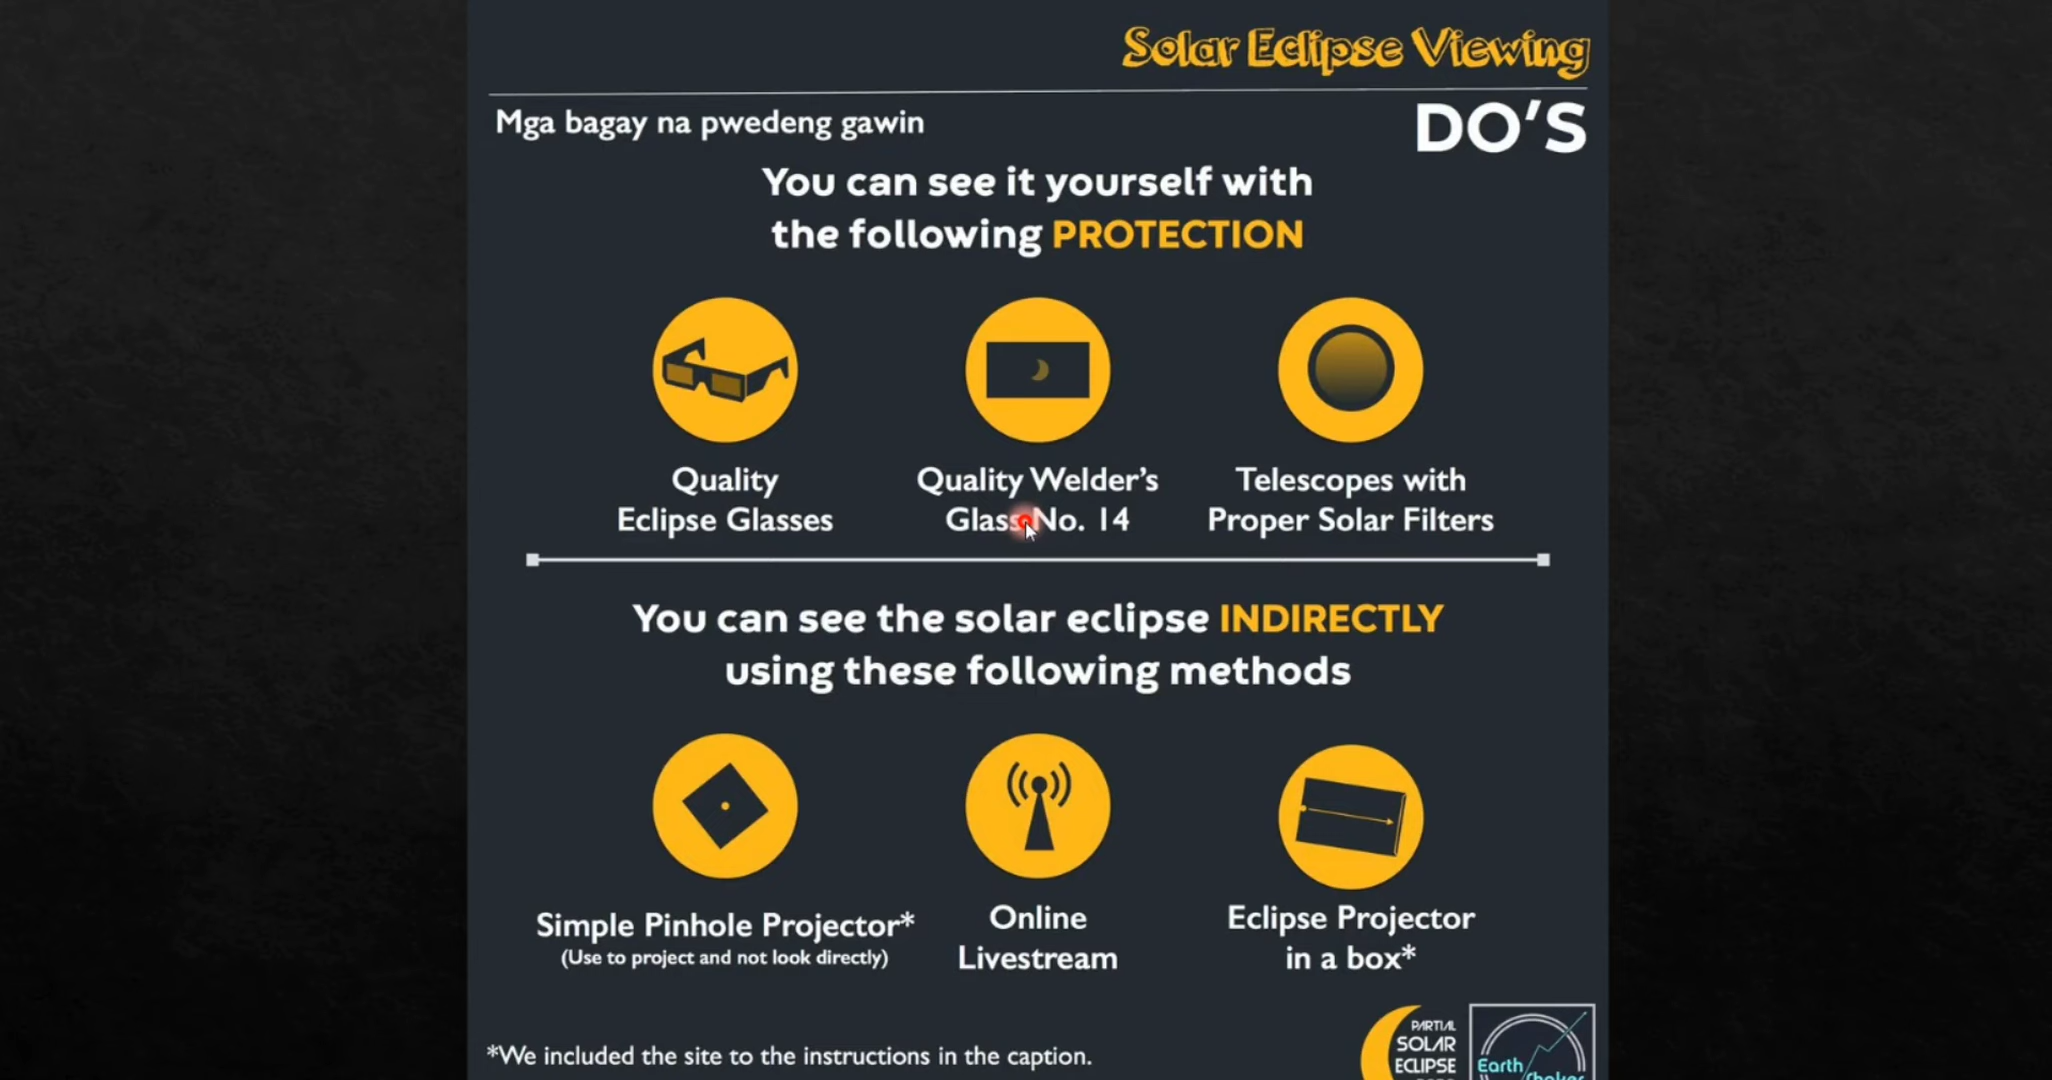 Solar Eclipse Viewing
Mga bagay na pwedeng gawin
DO'S
You can see it yourself with
the following PROTECTION
Quality
Eclipse Glasses
Quality Welder's
Glass No. 14
Telescopes with
Proper Solar Filters
You can see the solar eclipse INDIRECTLY
using these following methods
Simple Pinhole Projector*
(Use to project and not look directly)
Online
Livestream
Eclipse Projector
in a box*
*We included the site to the instructions in the caption.
PARTIAL
SOLAR
ECLIPSE
Earth
Shaker